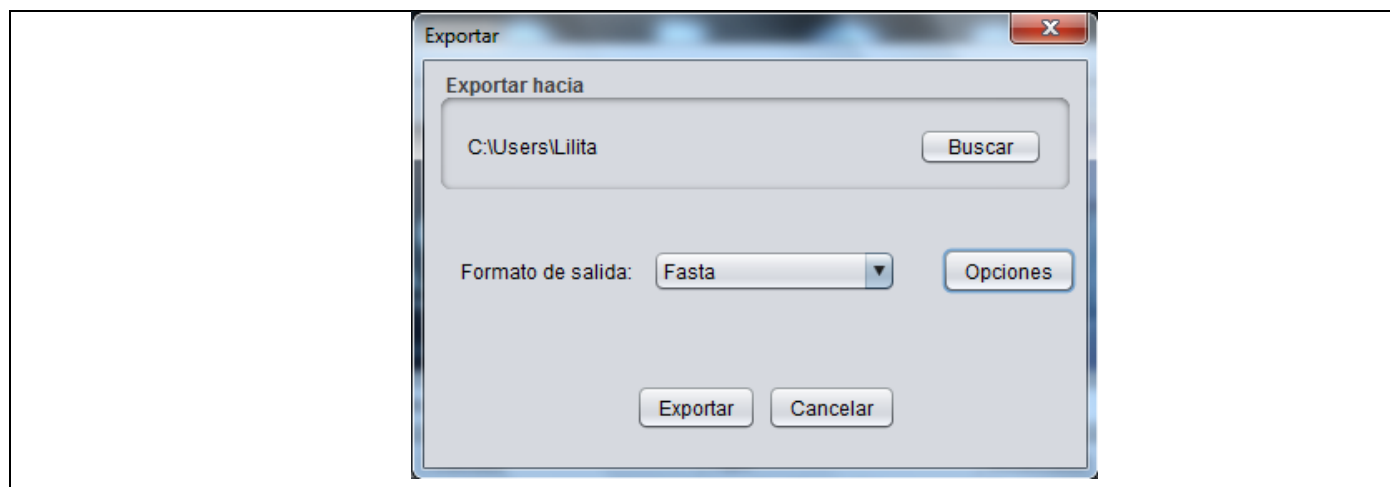 Exportar
Exportar hacia
C:\Users\Lilita
Buscar
Formato de salida: Fasta Opciones
Exportar Cancelar